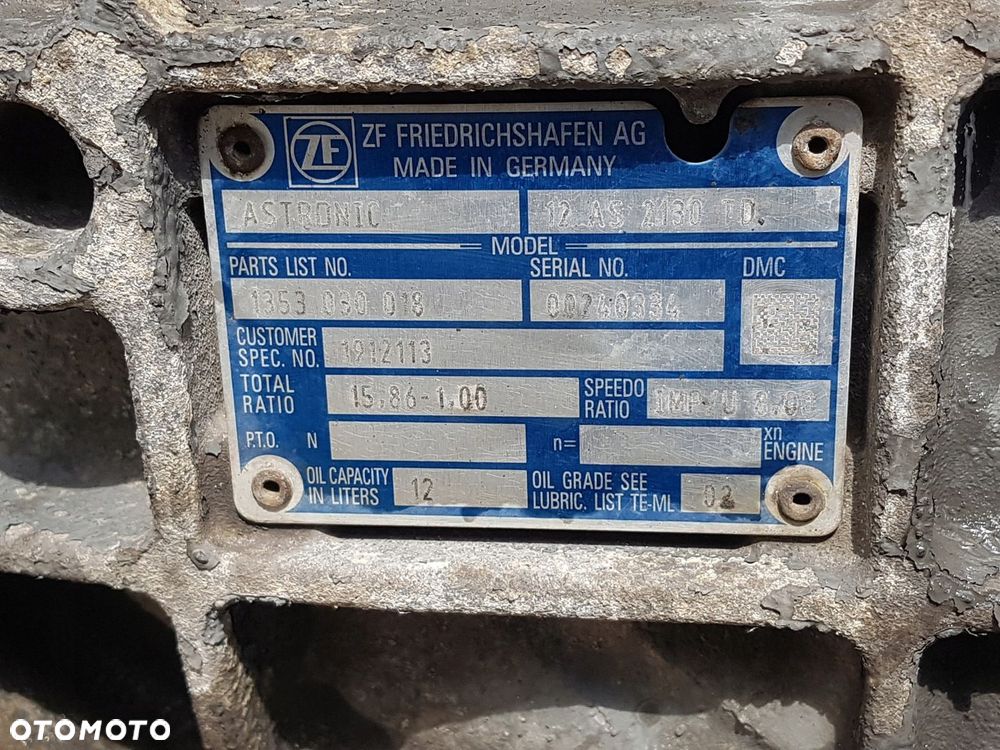 ZF
ZF FRIEDRICHSHAFEN AG
MADE IN GERMANY
ASTRONIC 12 AS 2130 TD.
MODEL
PARTS LIST NO. SERIAL NO. DMC
1353 030 018 00740334
CUSTOMER
SPEC. NO. 1912113
TOTAL
RATIO 15,86-1,00 SPEEDO
RATIO
P.T.O. N n= xn
ENGINE
OIL CAPACITY
IN LITERS 12 OIL GRADE SEE
LUBRIC. LIST TE-ML 02
OTOMOTO